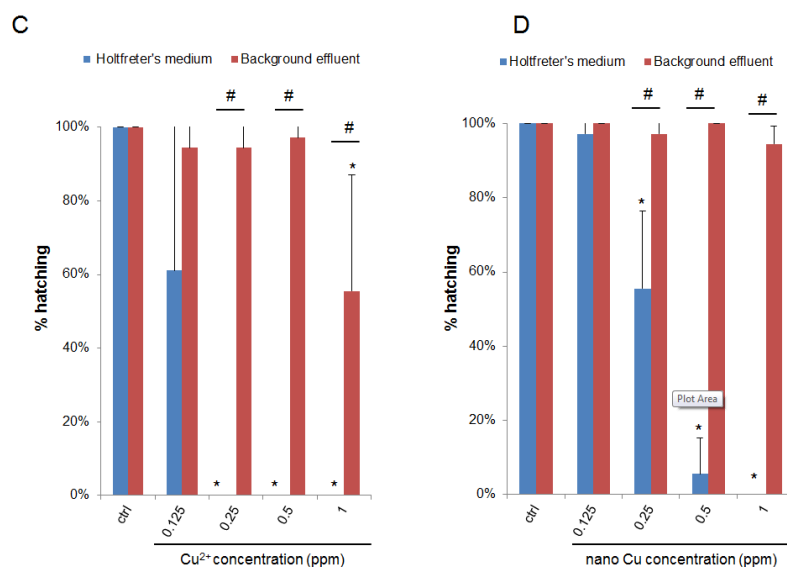 C
Holtfreter's medium Background effluent
# #
#
100%
*
80%
60%
40%
20%
0%
* * *
% hatching
ctrl 0.125 0.25 0.5 1
Cu²⁺ concentration (ppm)
D
Holtfreter's medium Background effluent
# # #
100%
80%
*
60%
40%
Plot Area
*
20%
*
0%
% hatching
ctrl 0.125 0.25 0.5 1
nano Cu concentration (ppm)